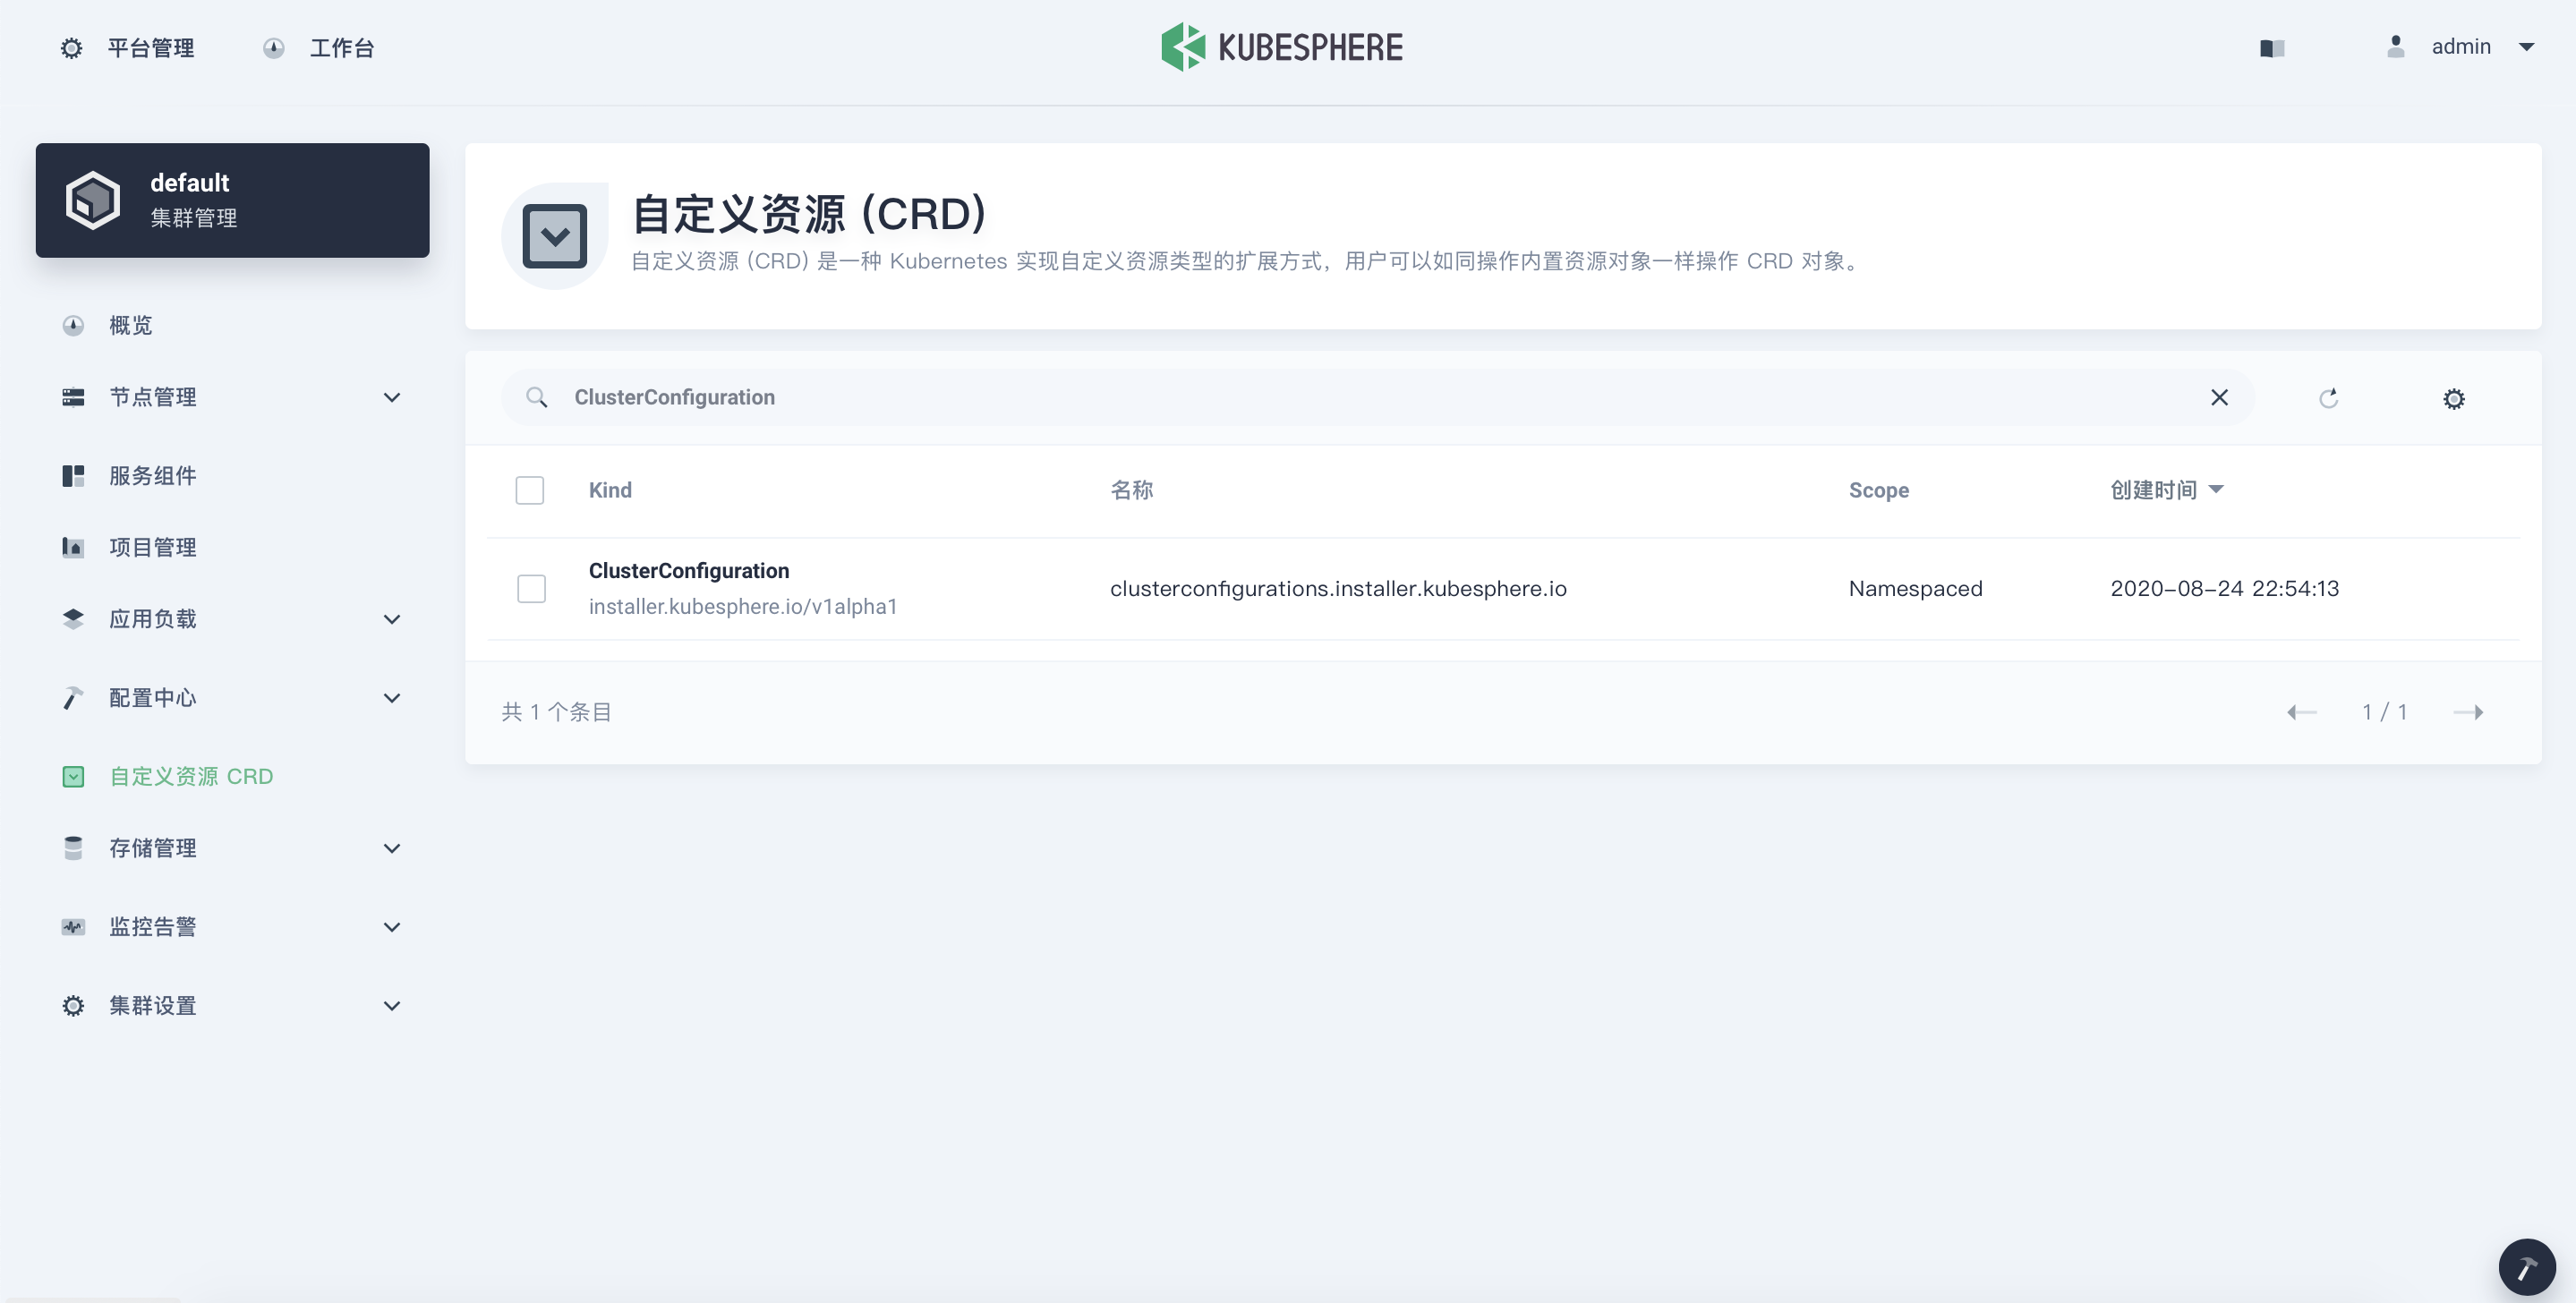 平台管理
工作台
KUBESPHERE
admin
default
集群管理
概览
节点管理
服务组件
项目管理
应用负载
配置中心
自定义资源 CRD
存储管理
监控告警
集群设置
自定义资源 (CRD)
自定义资源 (CRD) 是一种 Kubernetes 实现自定义资源类型的扩展方式，用户可以如同操作内置资源对象一样操作 CRD 对象。
ClusterConfiguration
Kind 名称 Scope 创建时间
ClusterConfiguration
installer.kubesphere.io/v1alpha1
clusterconfigurations.installer.kubesphere.io
Namespaced
2020-08-24 22:54:13
共 1 个条目
1 / 1